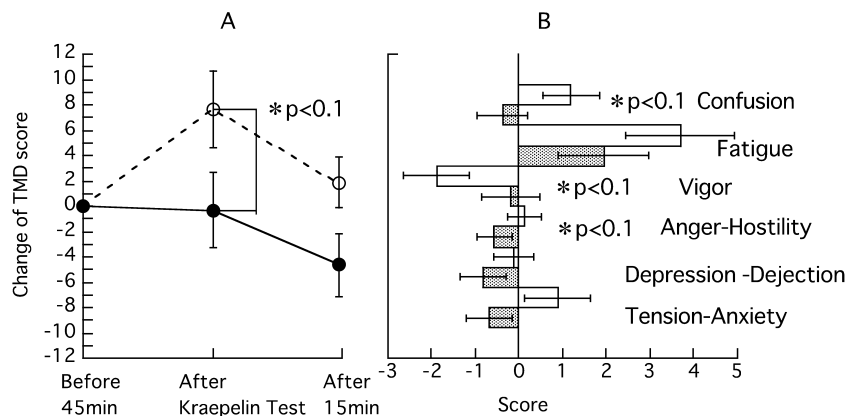 A
B
12
10
8
6
4
2
0
-2
-4
-6
-8
-10
-12
Change of TMD score
*p<0.1
Before
45min
After
Kraepelin Test
After
15min
*p<0.1 Confusion
Fatigue
*p<0.1 Vigor
*p<0.1 Anger-Hostility
Depression -Dejection
Tension-Anxiety
-3 -2 -1 0 1 2 3 4 5
Score